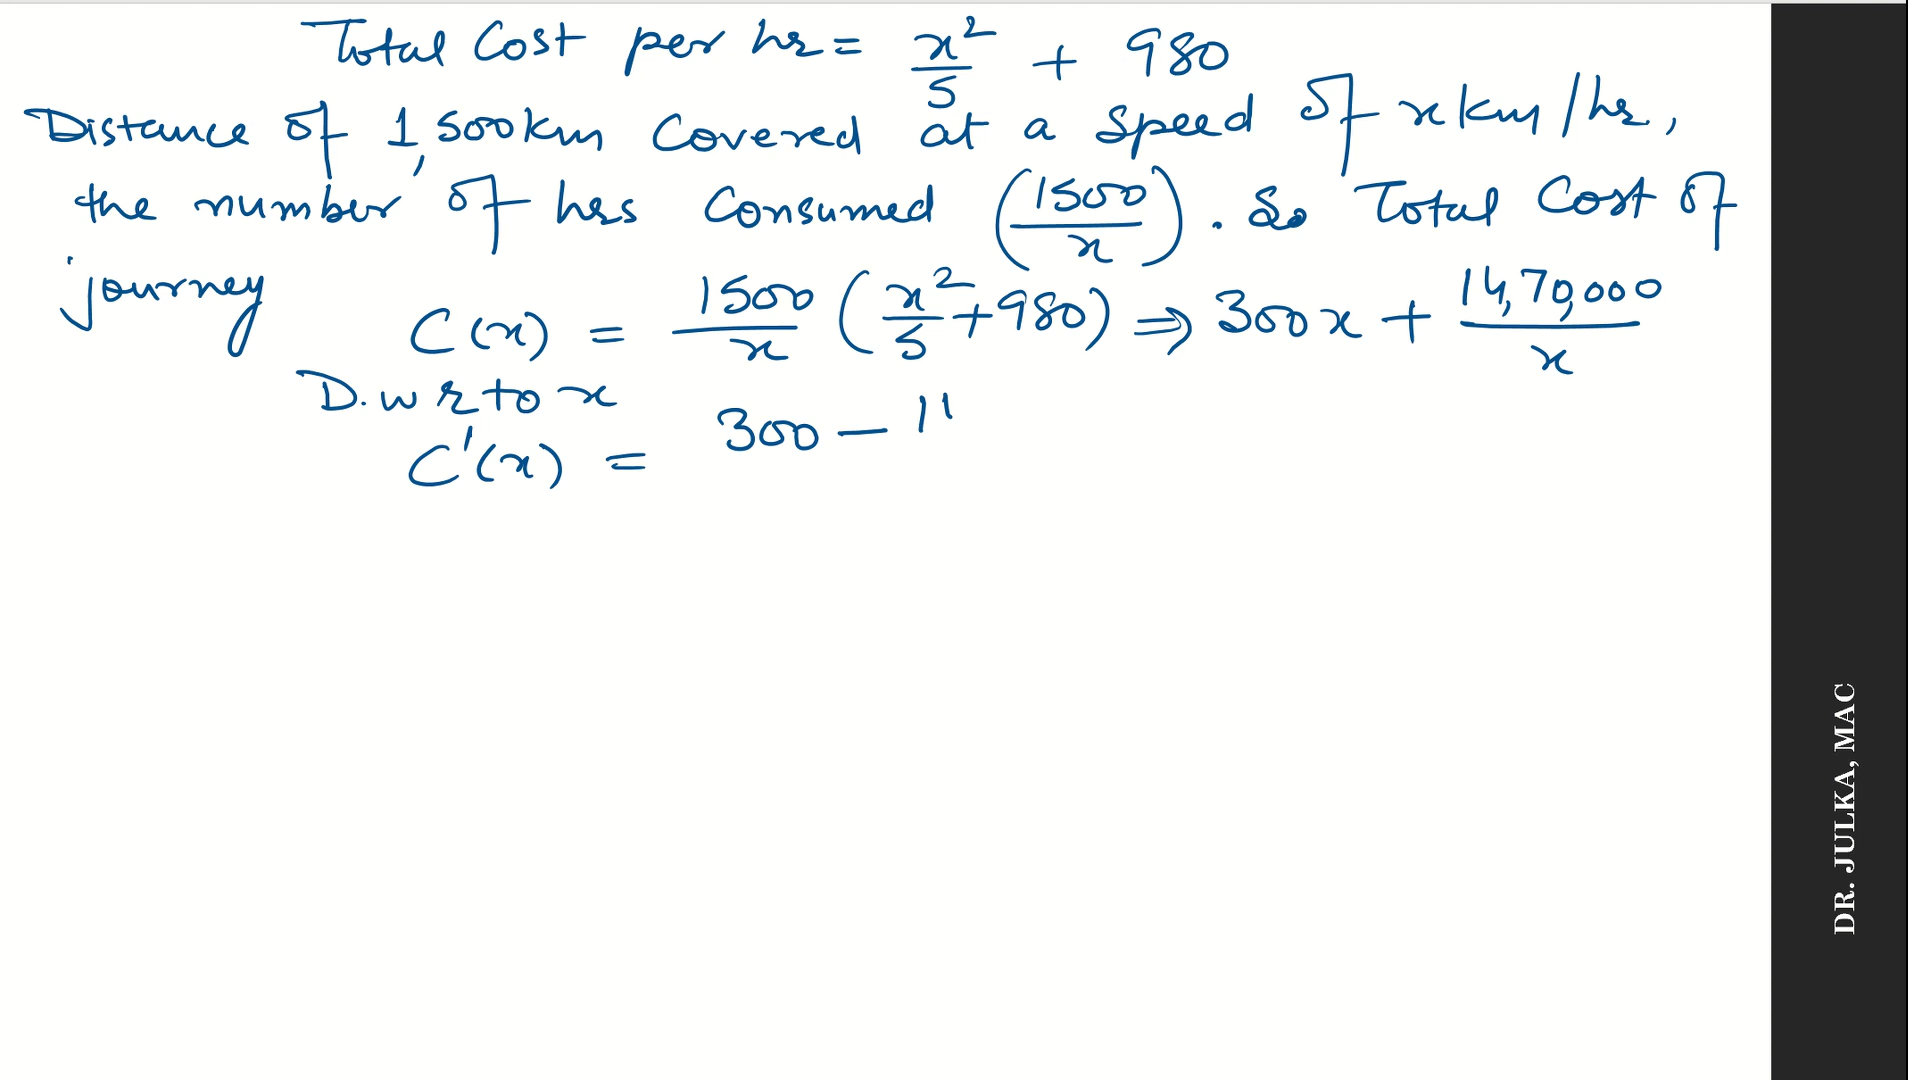 Total Cost per hr = x²/5 + 980
Distance of 1,500km Covered at a Speed of x km/hr,
the number of hrs Consumed (1500/x). So Total Cost of
journey
C(x) = 1500/x (x²/5 + 980) ⇒ 300x + 14,70,000/x
D.w r to x
C'(x) = 300 - 1'
DR. JULKA, MAC